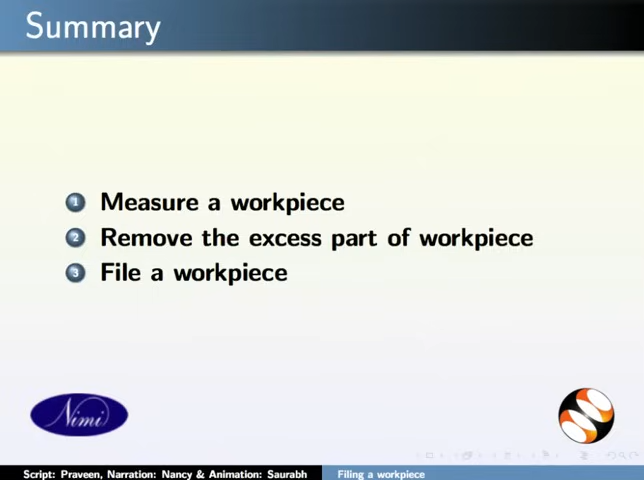 Summary
1 Measure a workpiece
2 Remove the excess part of workpiece
3 File a workpiece
Nimi
Script: Praveen, Narration: Nancy & Animation: Saurabh
Filing a workpiece